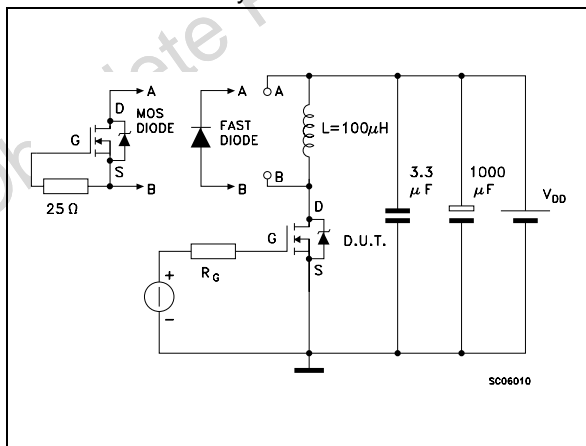 A
D
MOS
DIODE
G
S
B
25 Ω
A
FAST
DIODE
B
A
L=100µH
B
D
G
D.U.T.
S
RG
+
-
3.3
µF
1000
µF
VDD
SC06010